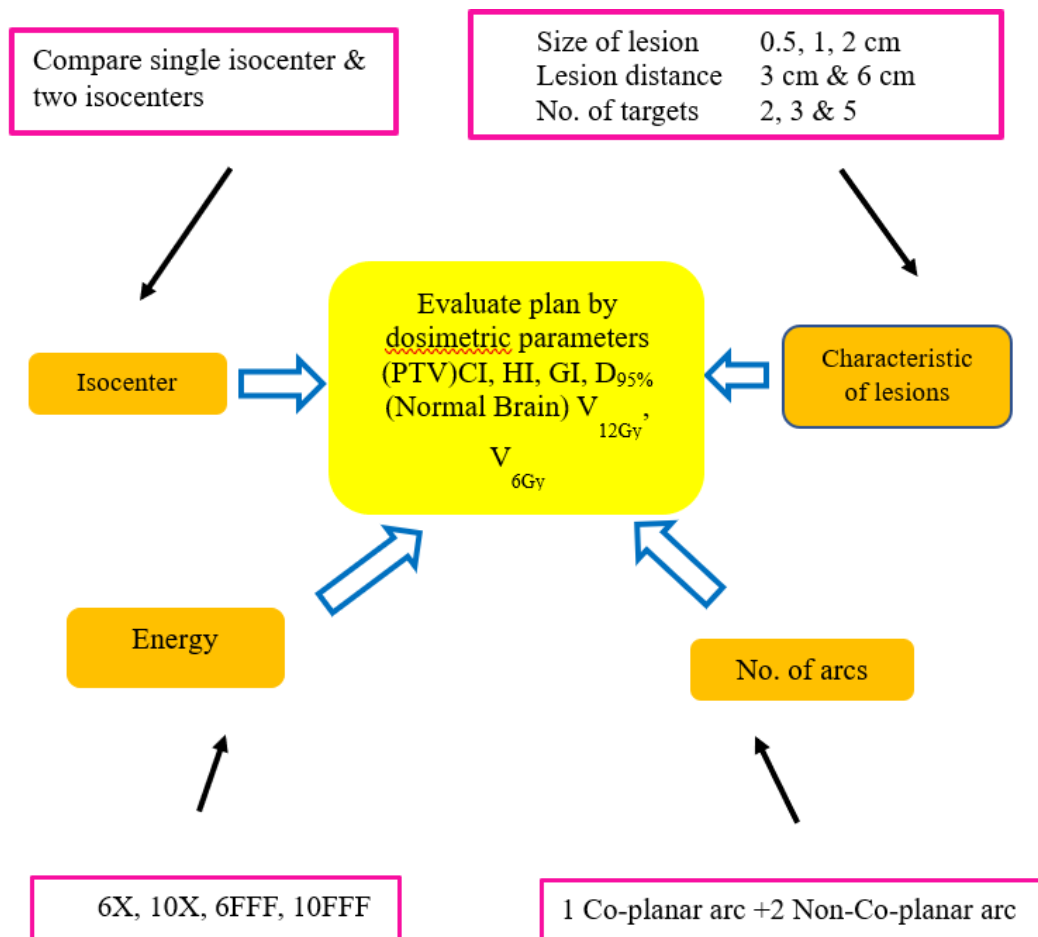 Compare single isocenter &
two isocenters
Size of lesion 0.5, 1, 2 cm
Lesion distance 3 cm & 6 cm
No. of targets 2, 3 & 5
Evaluate plan by
dosimetric parameters
(PTV)CI, HI, GI, D95%
(Normal Brain) V12Gy,
V6Gy
Isocenter
Characteristic
of lesions
Energy
No. of arcs
6X, 10X, 6FFF, 10FFF
1 Co-planar arc +2 Non-Co-planar arc